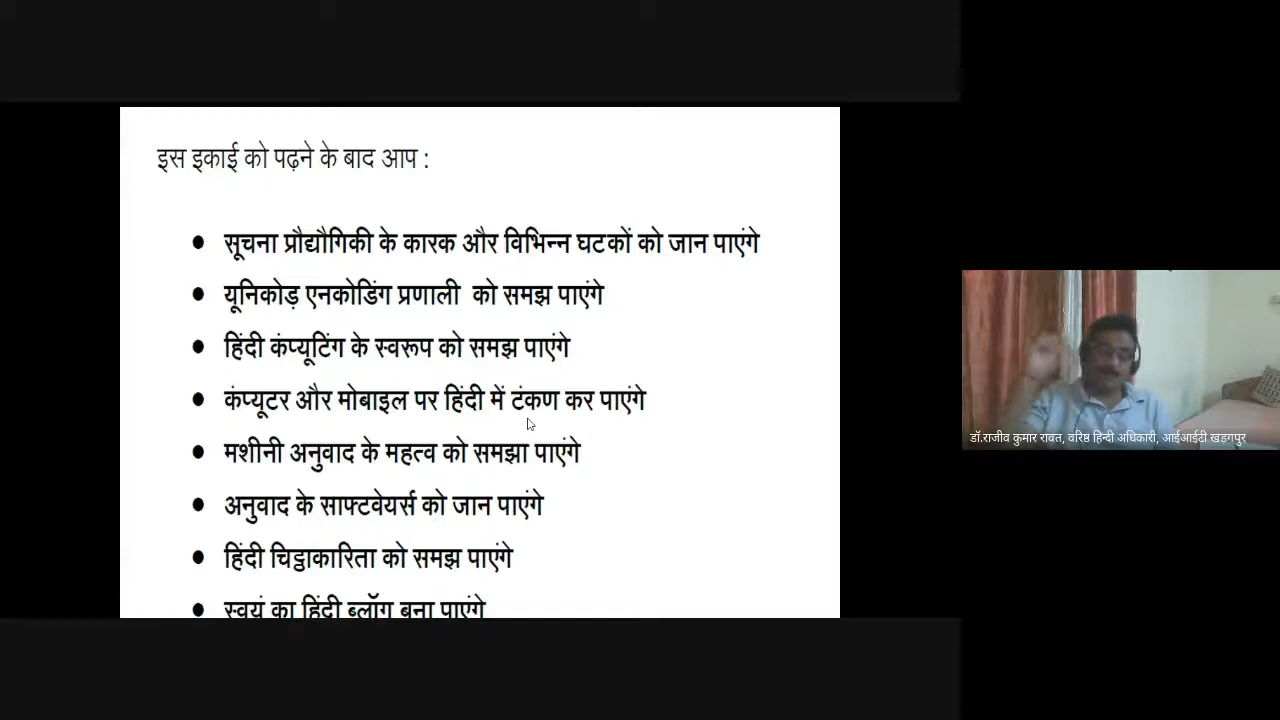 इस इकाई को पढ़ने के बाद आप :
• सूचना प्रौद्यौगिकी के कारक और विभिन्न घटकों को जान पाएंगे
• यूनिकोड़ एनकोडिंग प्रणाली को समझ पाएंगे
• हिंदी कंप्यूटिंग के स्वरूप को समझ पाएंगे
• कंप्यूटर और मोबाइल पर हिंदी में टंकण कर पाएंगे
• मशीनी अनुवाद के महत्व को समझा पाएंगे
• अनुवाद के साफ्टवेयर्स को जान पाएंगे
• हिंदी चिट्ठाकारिता को समझ पाएंगे
• स्वयं का हिंदी ब्लॉग बना पाएंगे
डॉ.राजीव कुमार रावत, वरिष्ठ हिन्दी अधिकारी, आईआईटी खड़गपुर